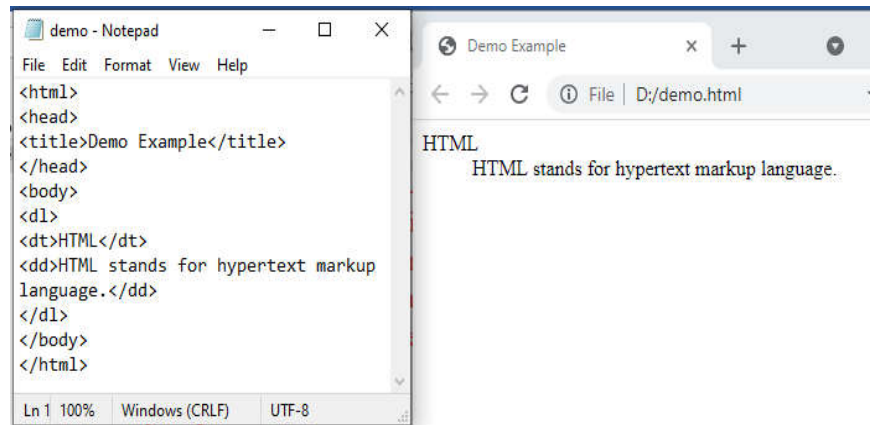 demo - Notepad
File Edit Format View Help
<html>
<head>
<title>Demo Example</title>
</head>
<body>
<dl>
<dt>HTML</dt>
<dd>HTML stands for hypertext markup
language.</dd>
</dl>
</body>
</html>
Ln 1 100% Windows (CRLF) UTF-8
Demo Example
File D:/demo.html
HTML
HTML stands for hypertext markup language.